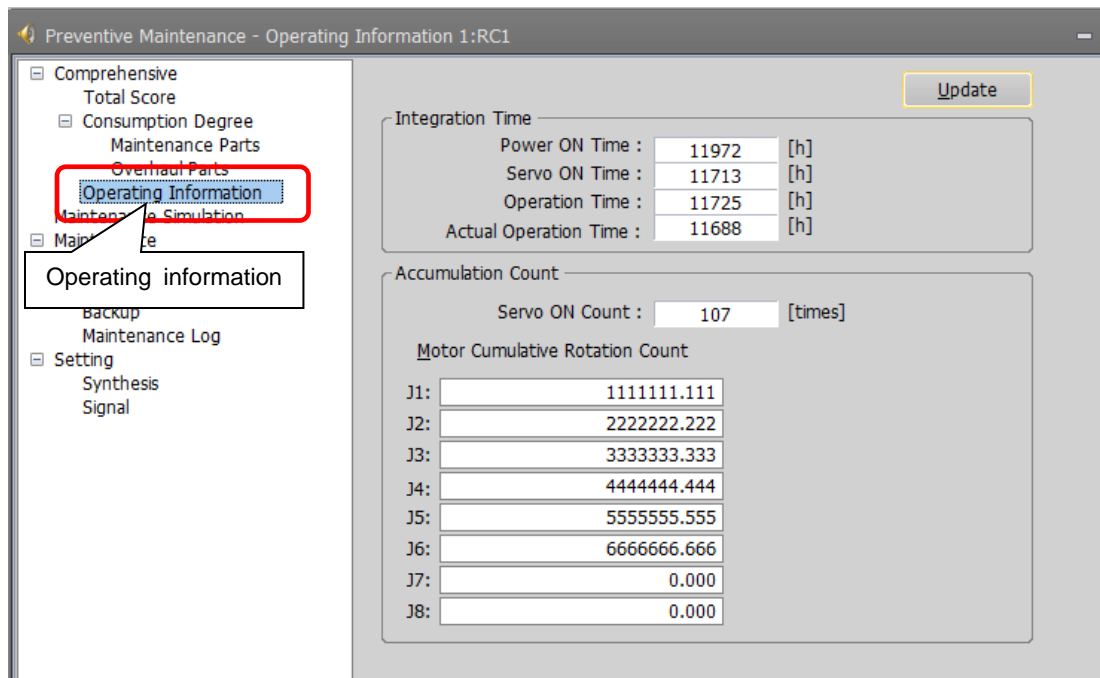 Preventive Maintenance - Operating Information 1:RC1
Comprehensive
Total Score
Consumption Degree
Maintenance Parts
Overhaul Parts
Operating Information
Maintenance Simulation
Operating information
Backup
Maintenance Log
Setting
Synthesis
Signal
Update
Integration Time
Power ON Time : 11972 [h]
Servo ON Time : 11713 [h]
Operation Time : 11725 [h]
Actual Operation Time : 11688 [h]
Accumulation Count
Servo ON Count : 107 [times]
Motor Cumulative Rotation Count
J1: 1111111.111
J2: 2222222.222
J3: 3333333.333
J4: 4444444.444
J5: 5555555.555
J6: 6666666.666
J7: 0.000
J8: 0.000